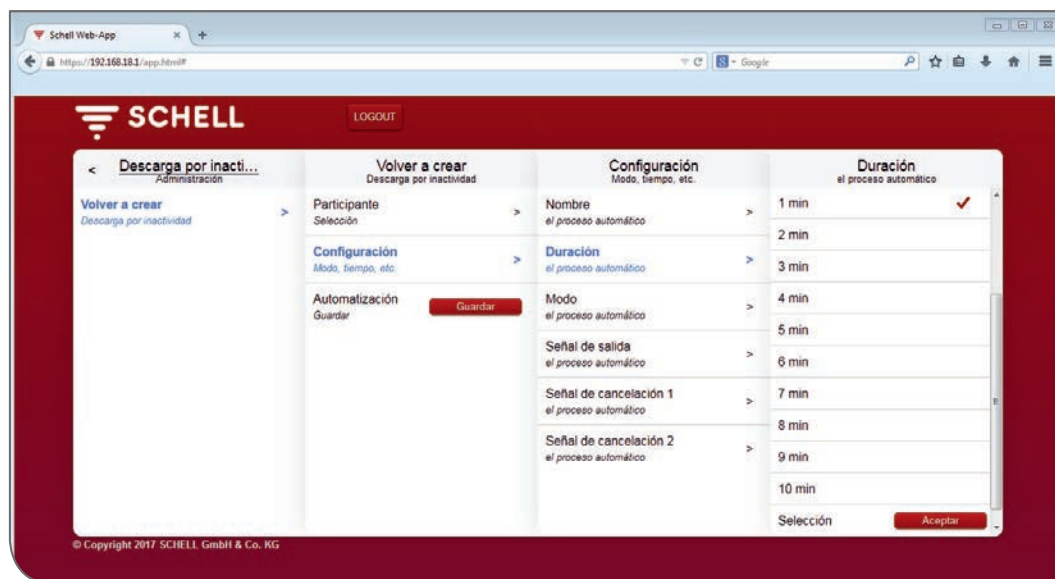 Schell Web-App
https://192.168.18.1/app.html#
Google
SCHELL
LOGOUT
< Descarga por inacti...
Administración
Volver a crear >
Descarga por inactividad
Volver a crear
Descarga por inactividad
Participante >
Selección
Configuración >
Modo, tiempo, etc.
Automatización
Guardar
Guardar
Configuración
Modo, tiempo, etc.
Nombre >
el proceso automático
Duración >
el proceso automático
Modo >
el proceso automático
Señal de salida >
el proceso automático
Señal de cancelación 1 >
el proceso automático
Señal de cancelación 2 >
el proceso automático
Duración
el proceso automático
1 min
2 min
3 min
4 min
5 min
6 min
7 min
8 min
9 min
10 min
Selección
Aceptar
© Copyright 2017 SCHELL GmbH & Co. KG